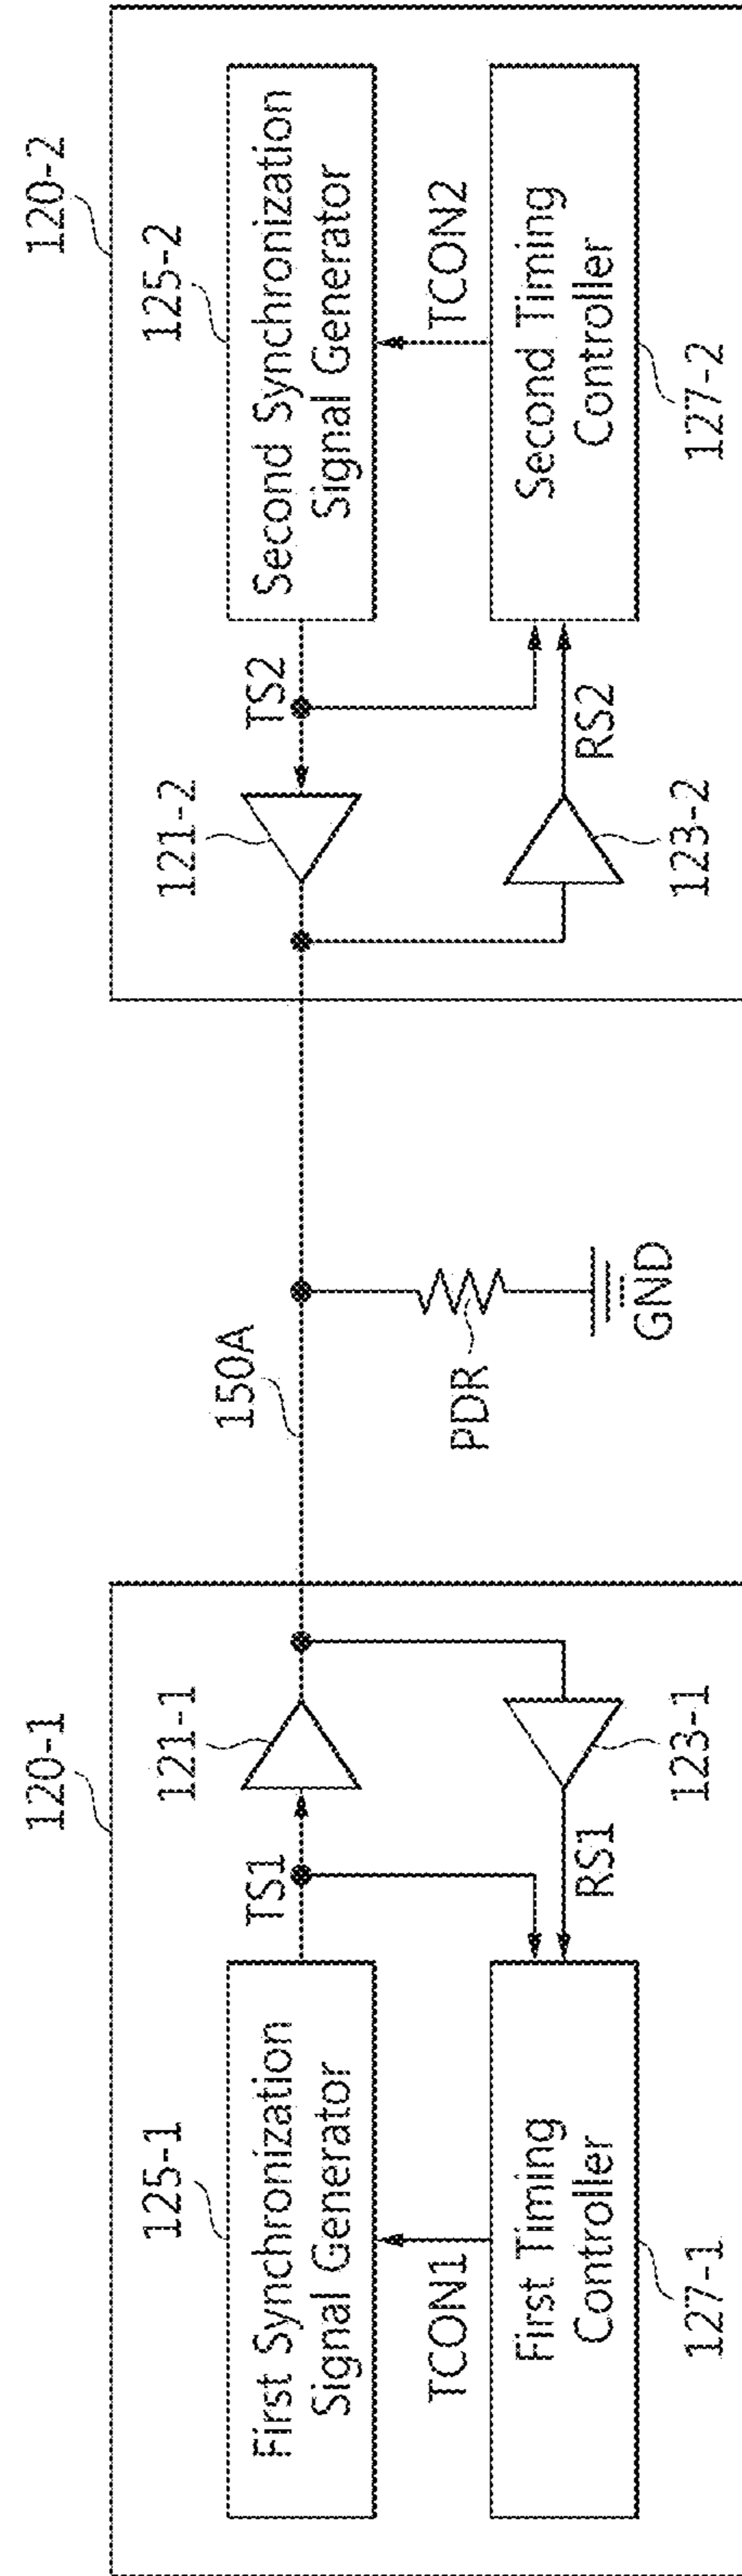 120-1
120-2
125-1
121-1
150A
121-2
125-2
First Synchronization
Signal Generator
TS1
TS2
Second Synchronization
Signal Generator
TCON1
PDR
TCON2
First Timing
Controller
RS1
GND
RS2
Second Timing
Controller
127-1
123-1
123-2
127-2